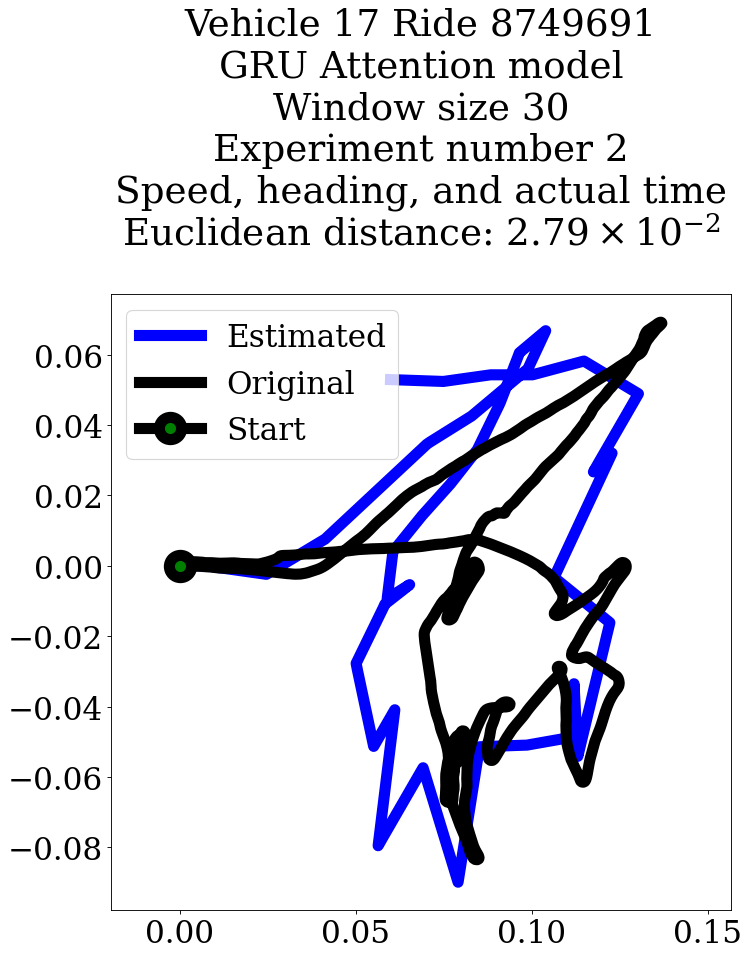 Vehicle 17 Ride 8749691
GRU Attention model
Window size 30
Experiment number 2
Speed, heading, and actual time
Euclidean distance: 2.79 × 10⁻²
Estimated
Original
Start
0.06
0.04
0.02
0.00
−0.02
−0.04
−0.06
−0.08
0.00 0.05 0.10 0.15